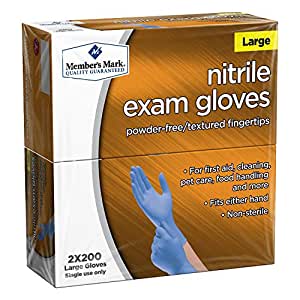 Member's Mark.
QUALITY GUARANTEED
Large
nitrile
exam gloves
powder-free/textured fingertips
• For first aid, cleaning,
pet care, food handling
and more
• Fits either hand
• Non-sterile
2X200
Large Gloves
Single use only